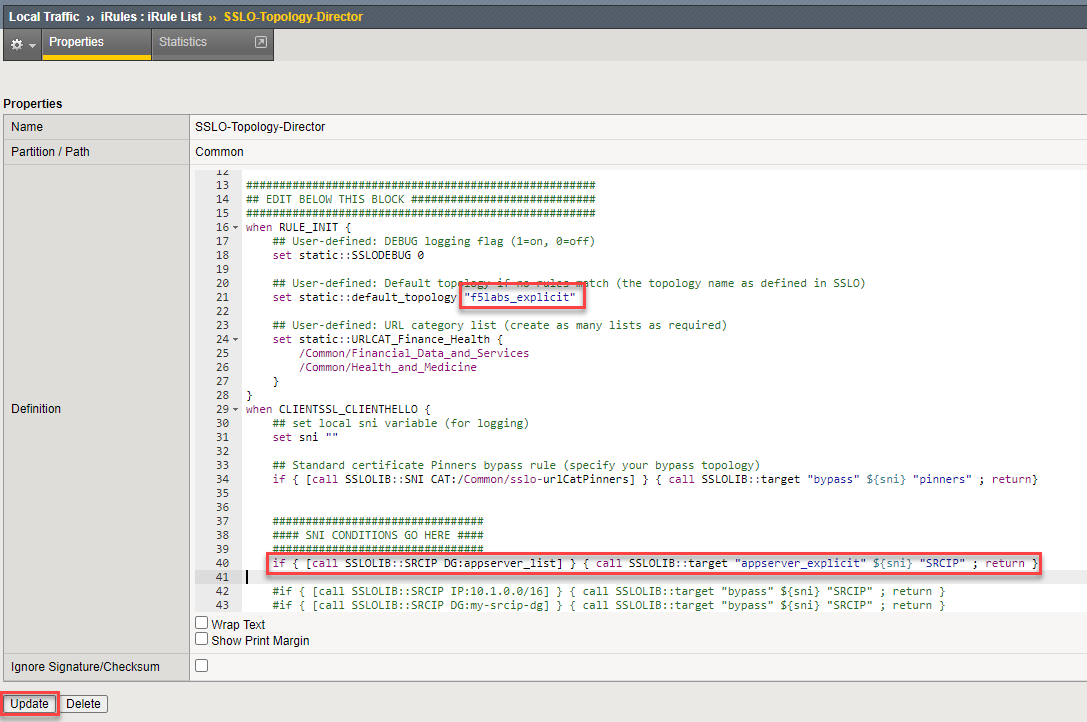 Local Traffic ›› iRules : iRule List ›› SSLO-Topology-Director
Properties
Statistics
Properties
Name SSLO-Topology-Director
Partition / Path Common
Definition
12
13 #####################################################
14 ## EDIT BELOW THIS BLOCK ############################
15 #####################################################
16 when RULE_INIT {
17 ## User-defined: DEBUG logging flag (1=on, 0=off)
18 set static::SSLODEBUG 0
19
20 ## User-defined: Default topology if no rules match (the topology name as defined in SSLO)
21 set static::default_topology "f5labs_explicit"
22
23 ## User-defined: URL category list (create as many lists as required)
24 set static::URLCAT_Finance_Health {
25 /Common/Financial_Data_and_Services
26 /Common/Health_and_Medicine
27 }
28 }
29 when CLIENTSSL_CLIENTHELLO {
30 ## set local sni variable (for logging)
31 set sni ""
32
33 ## Standard certificate Pinners bypass rule (specify your bypass topology)
34 if { [call SSLOLIB::SNI CAT:/Common/sslo-urlCatPinners] } { call SSLOLIB::target "bypass" ${sni} "pinners" ; return}
35
36
37 ################################
38 #### SNI CONDITIONS GO HERE ####
39 ################################
40 if { [call SSLOLIB::SRCIP DG:appserver_list] } { call SSLOLIB::target "appserver_explicit" ${sni} "SRCIP" ; return }
41
42 #if { [call SSLOLIB::SRCIP IP:10.1.0.0/16] } { call SSLOLIB::target "bypass" ${sni} "SRCIP" ; return }
43 #if { [call SSLOLIB::SRCIP DG:my-srcip-dg] } { call SSLOLIB::target "bypass" ${sni} "SRCIP" ; return }
Wrap Text
Show Print Margin
Ignore Signature/Checksum
Update Delete